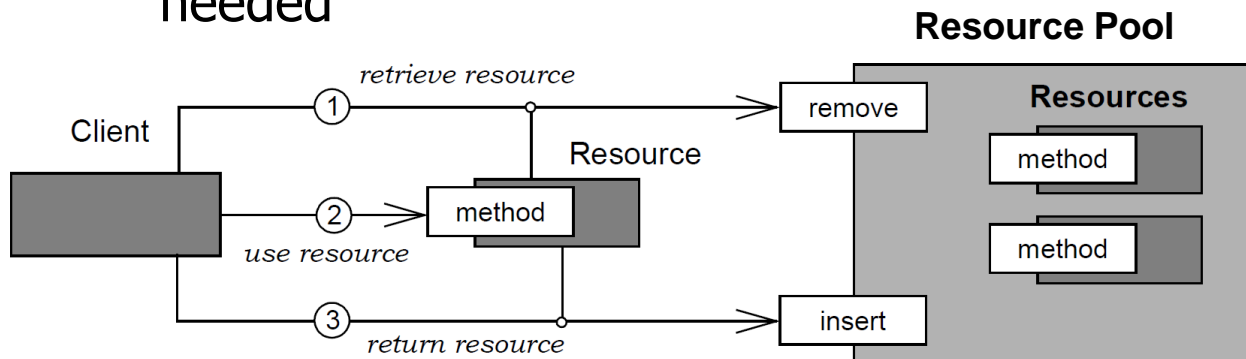 needed
Resource Pool
retrieve resource
1
remove
Resources
Client
Resource
method
2
method
use resource
method
3
insert
return resource